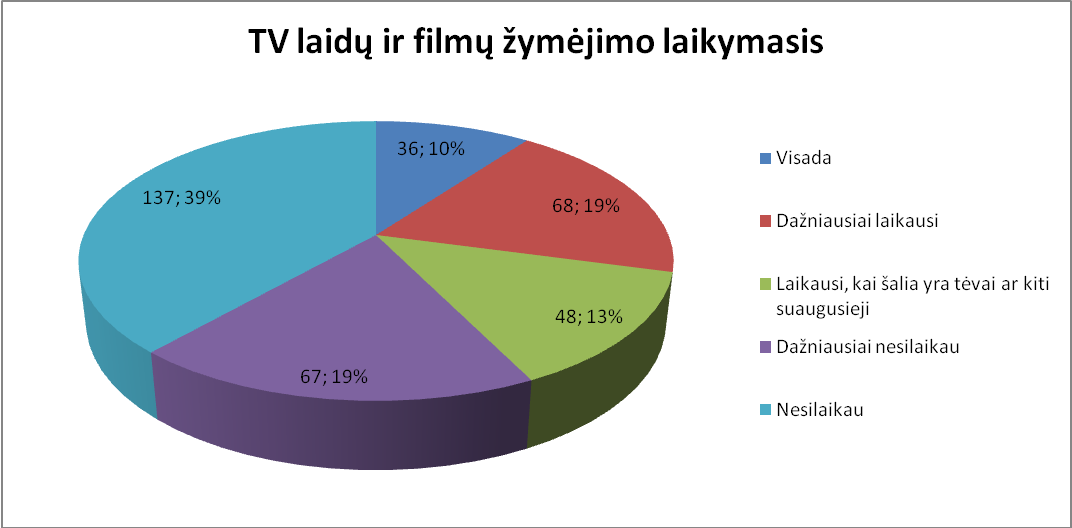 TV laidų ir filmų žymėjimo laikymasis
36; 10%
68; 19%
48; 13%
67; 19%
137; 39%
Visada
Dažniausiai laikausi
Laikausi, kai šalia yra tėvai ar kiti
suaugusieji
Dažniausiai nesilaikau
Nesilaikau